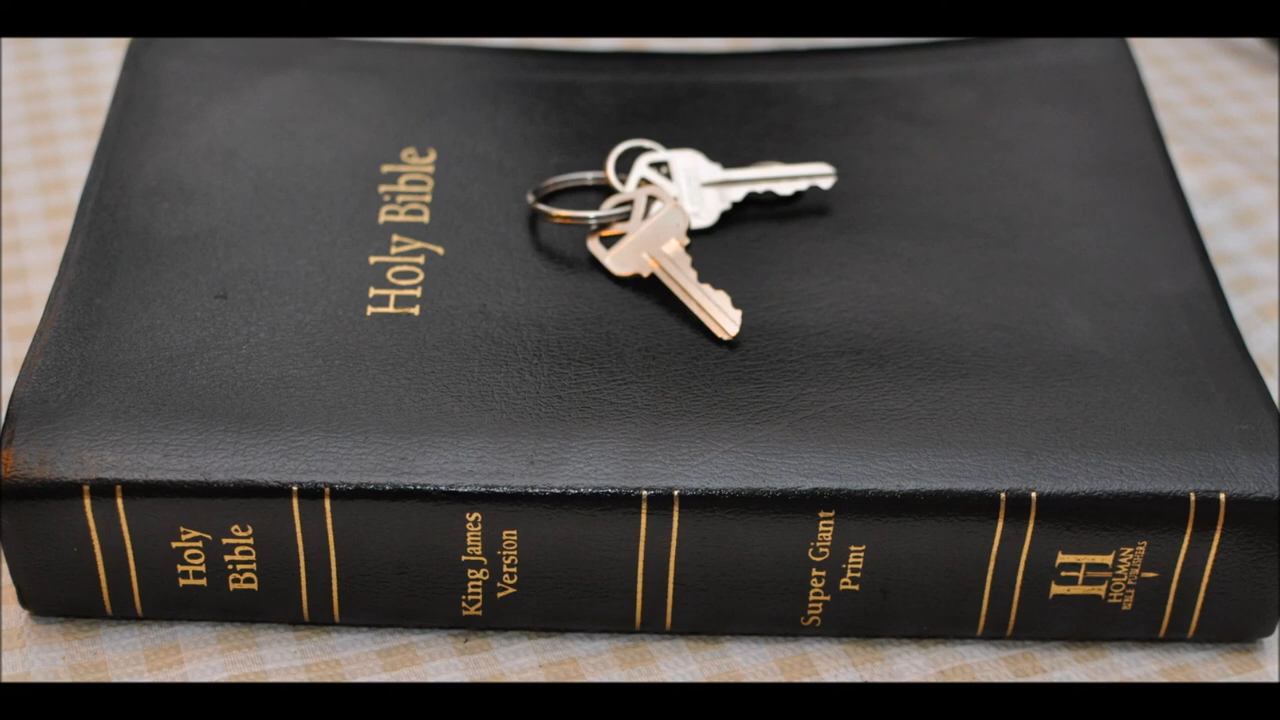 Holy Bible
Holy
Bible
King James
Version
Super Giant
Print
HOLMAN
BIBLE PUBLISHERS